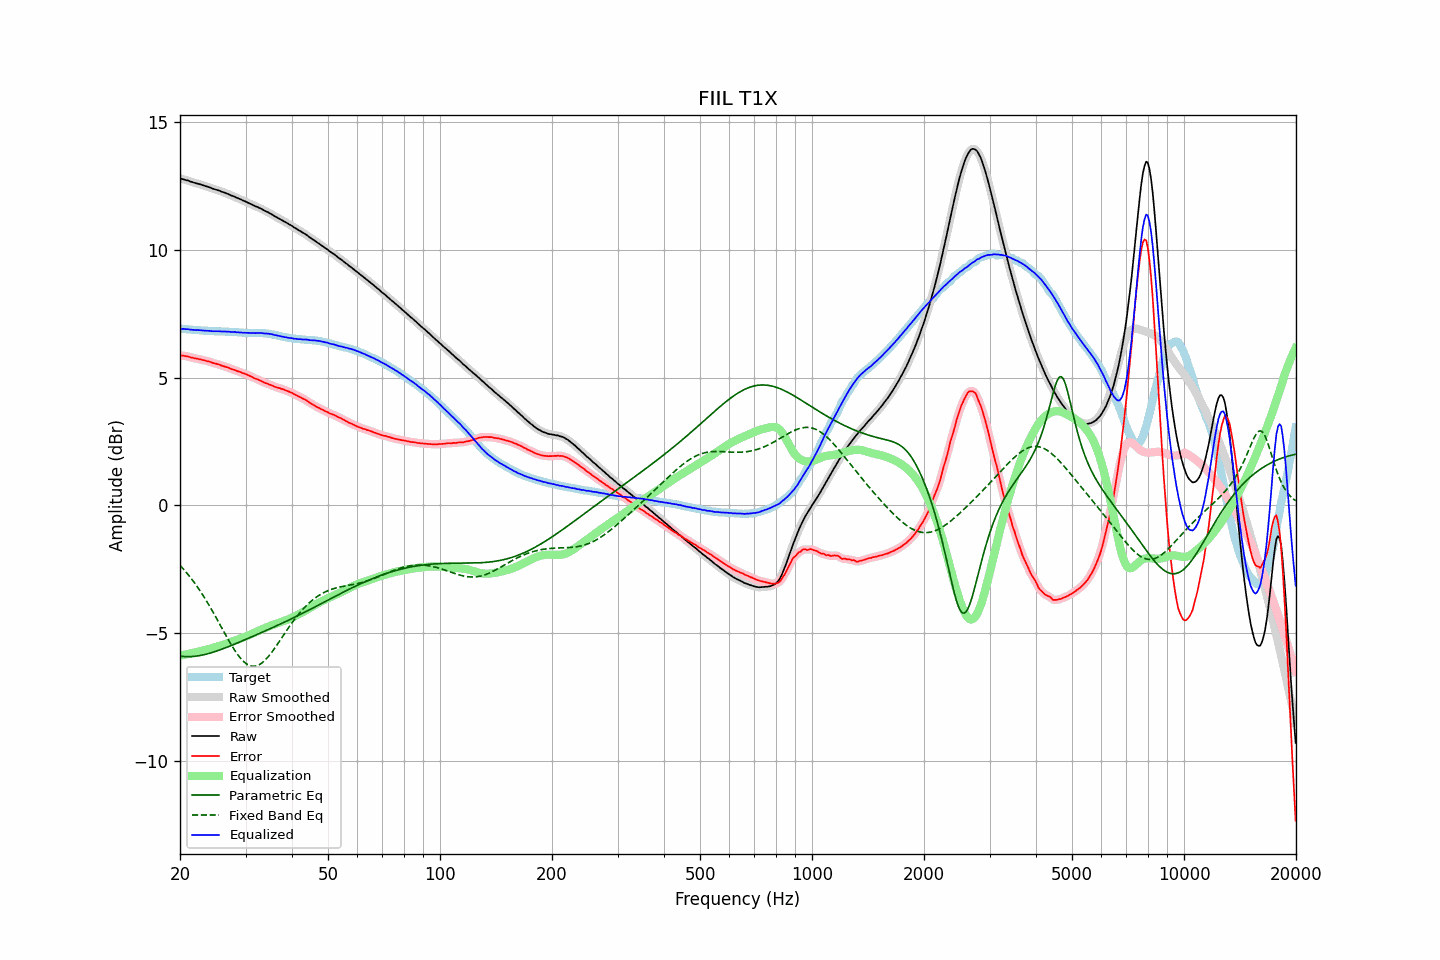 FIIL T1X
Amplitude (dBr)
15
10
5
0
−5
−10
Target
Raw Smoothed
Error Smoothed
Raw
Error
Equalization
Parametric Eq
Fixed Band Eq
Equalized
20 50 100 200 500 1000 2000 5000 10000 20000
Frequency (Hz)